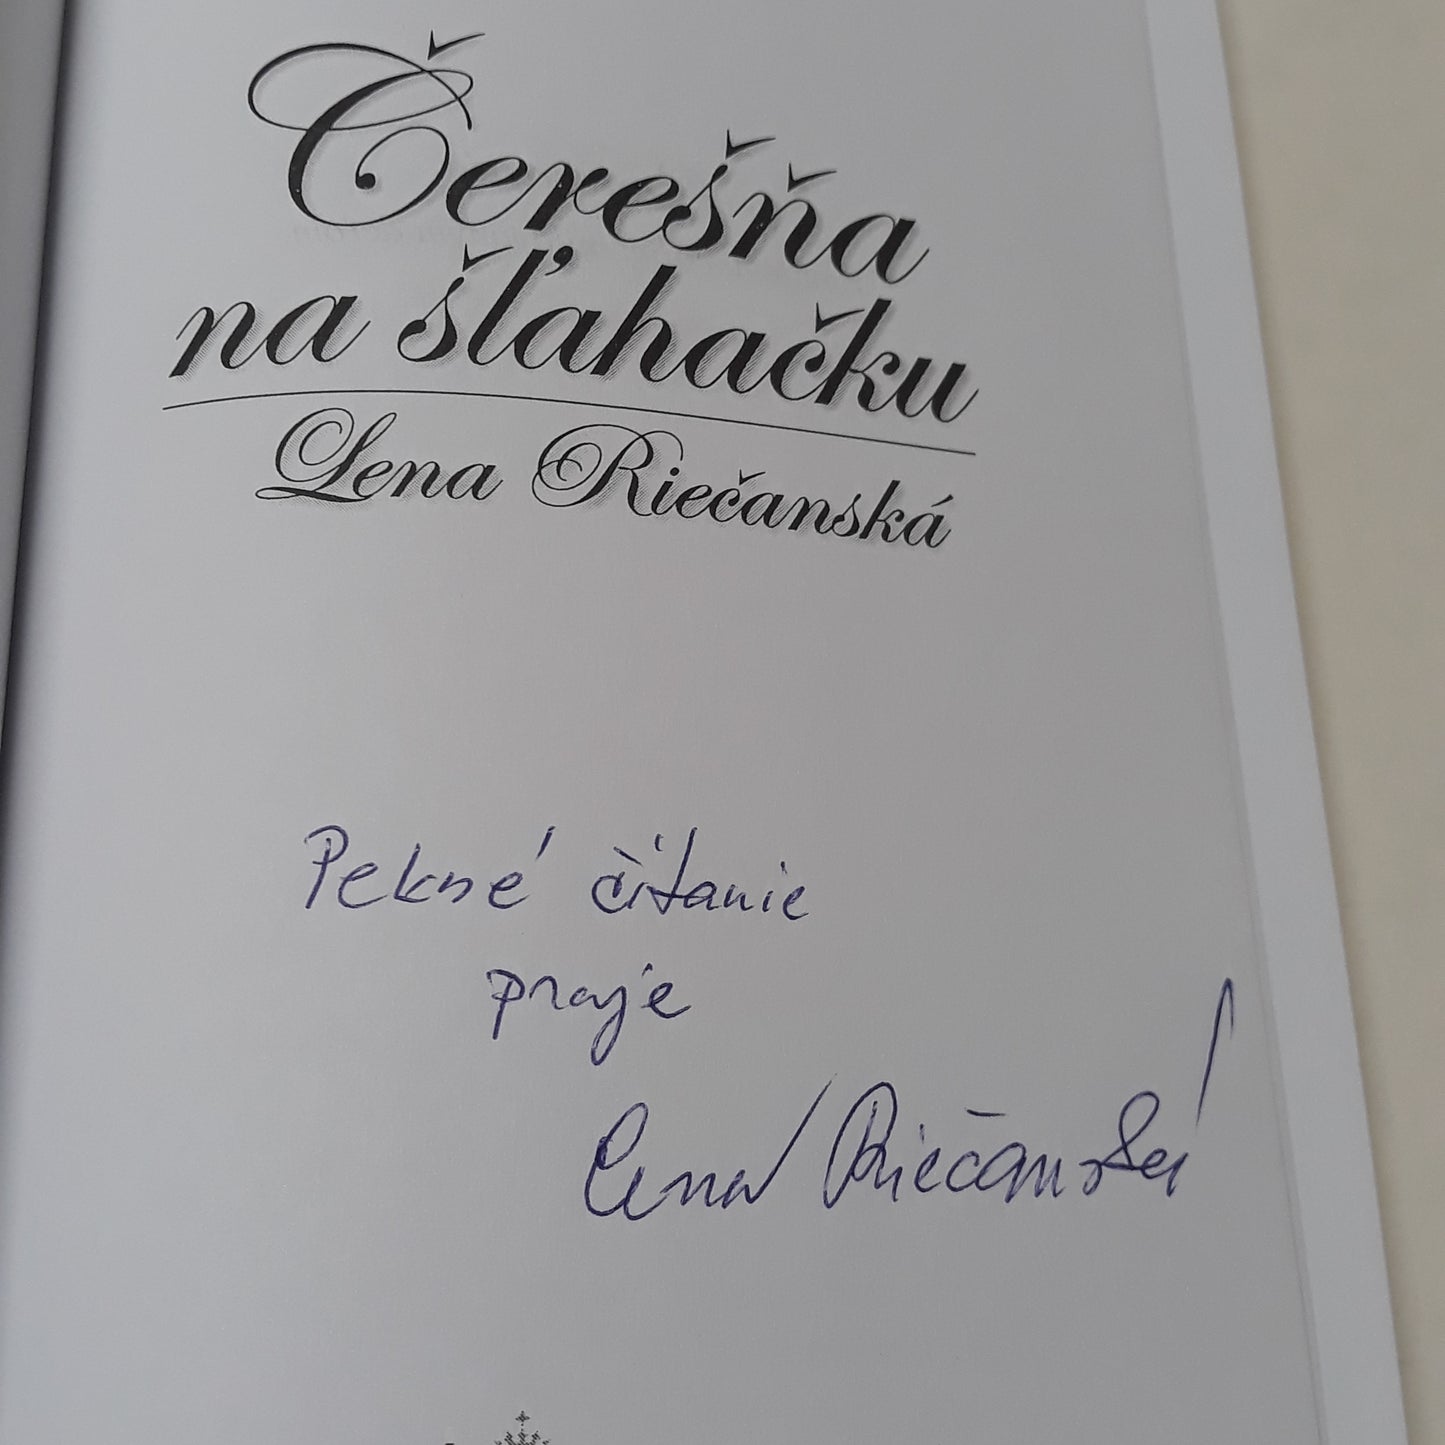 Čerešňa
na šľahačku
Lena Riečanská
Pekné čítanie
praje
Lena Riečanská